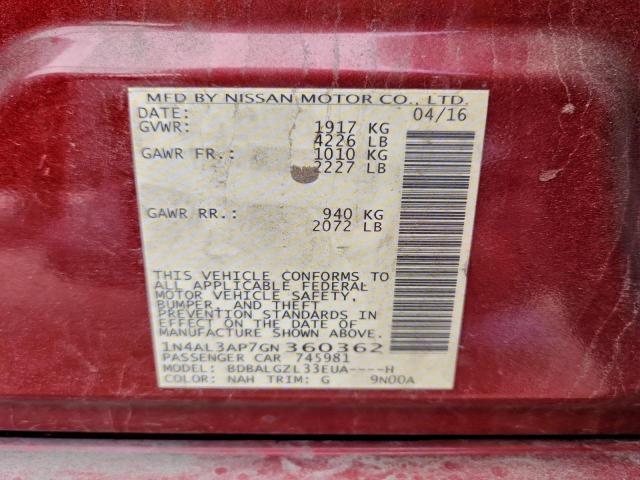 MFD BY NISSAN MOTOR CO., LTD.
DATE: 04/16
GVWR: 1917 KG
4226 LB
GAWR FR.: 1010 KG
2227 LB
GAWR RR.: 940 KG
2072 LB
THIS VEHICLE CONFORMS TO
ALL APPLICABLE FEDERAL
MOTOR VEHICLE SAFETY,
BUMPER, AND THEFT
PREVENTION STANDARDS IN
EFFECT ON THE DATE OF
MANUFACTURE SHOWN ABOVE.
1N4AL3AP7GN360362
PASSENGER CAR 745981
MODEL: BDBALGZL33EUA----H
COLOR: NAH TRIM: G 9N00A